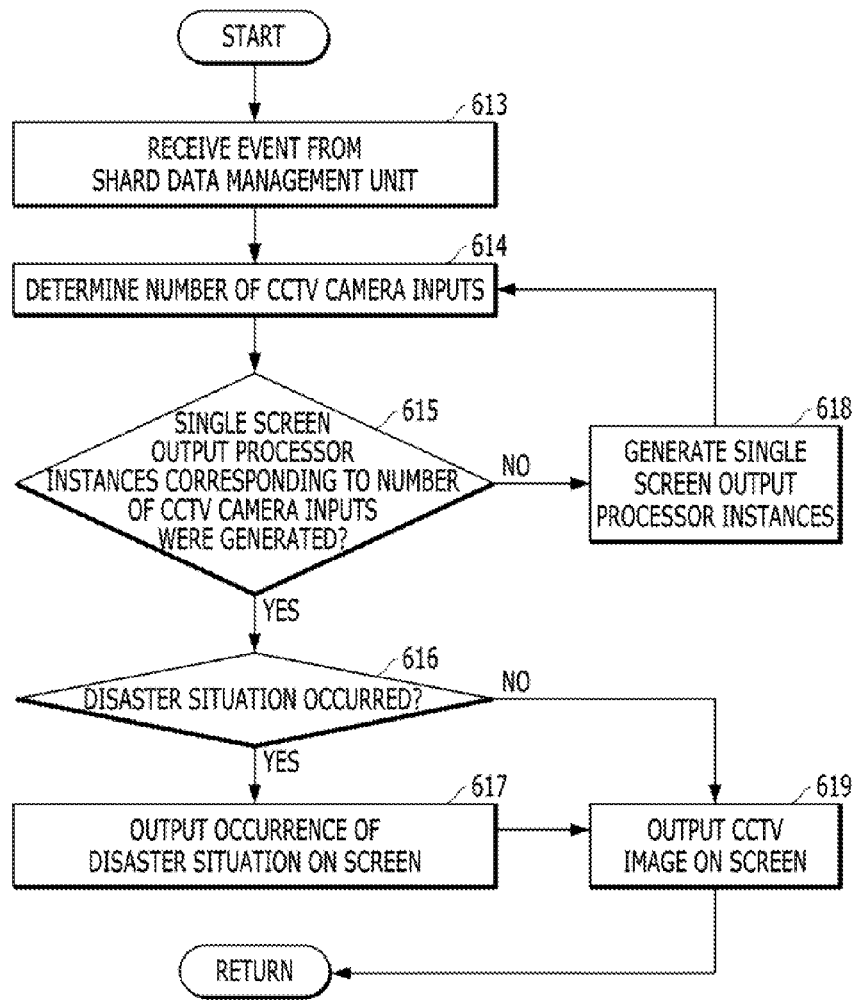 START
613
RECEIVE EVENT FROM
SHARD DATA MANAGEMENT UNIT
614
DETERMINE NUMBER OF CCTV CAMERA INPUTS
615
SINGLE SCREEN
OUTPUT PROCESSOR
INSTANCES CORRESPONDING TO NUMBER
OF CCTV CAMERA INPUTS
WERE GENERATED?
NO
618
GENERATE SINGLE
SCREEN OUTPUT
PROCESSOR INSTANCES
YES
616
DISASTER SITUATION OCCURRED?
NO
YES
617
OUTPUT OCCURRENCE OF
DISASTER SITUATION ON SCREEN
619
OUTPUT CCTV
IMAGE ON SCREEN
RETURN